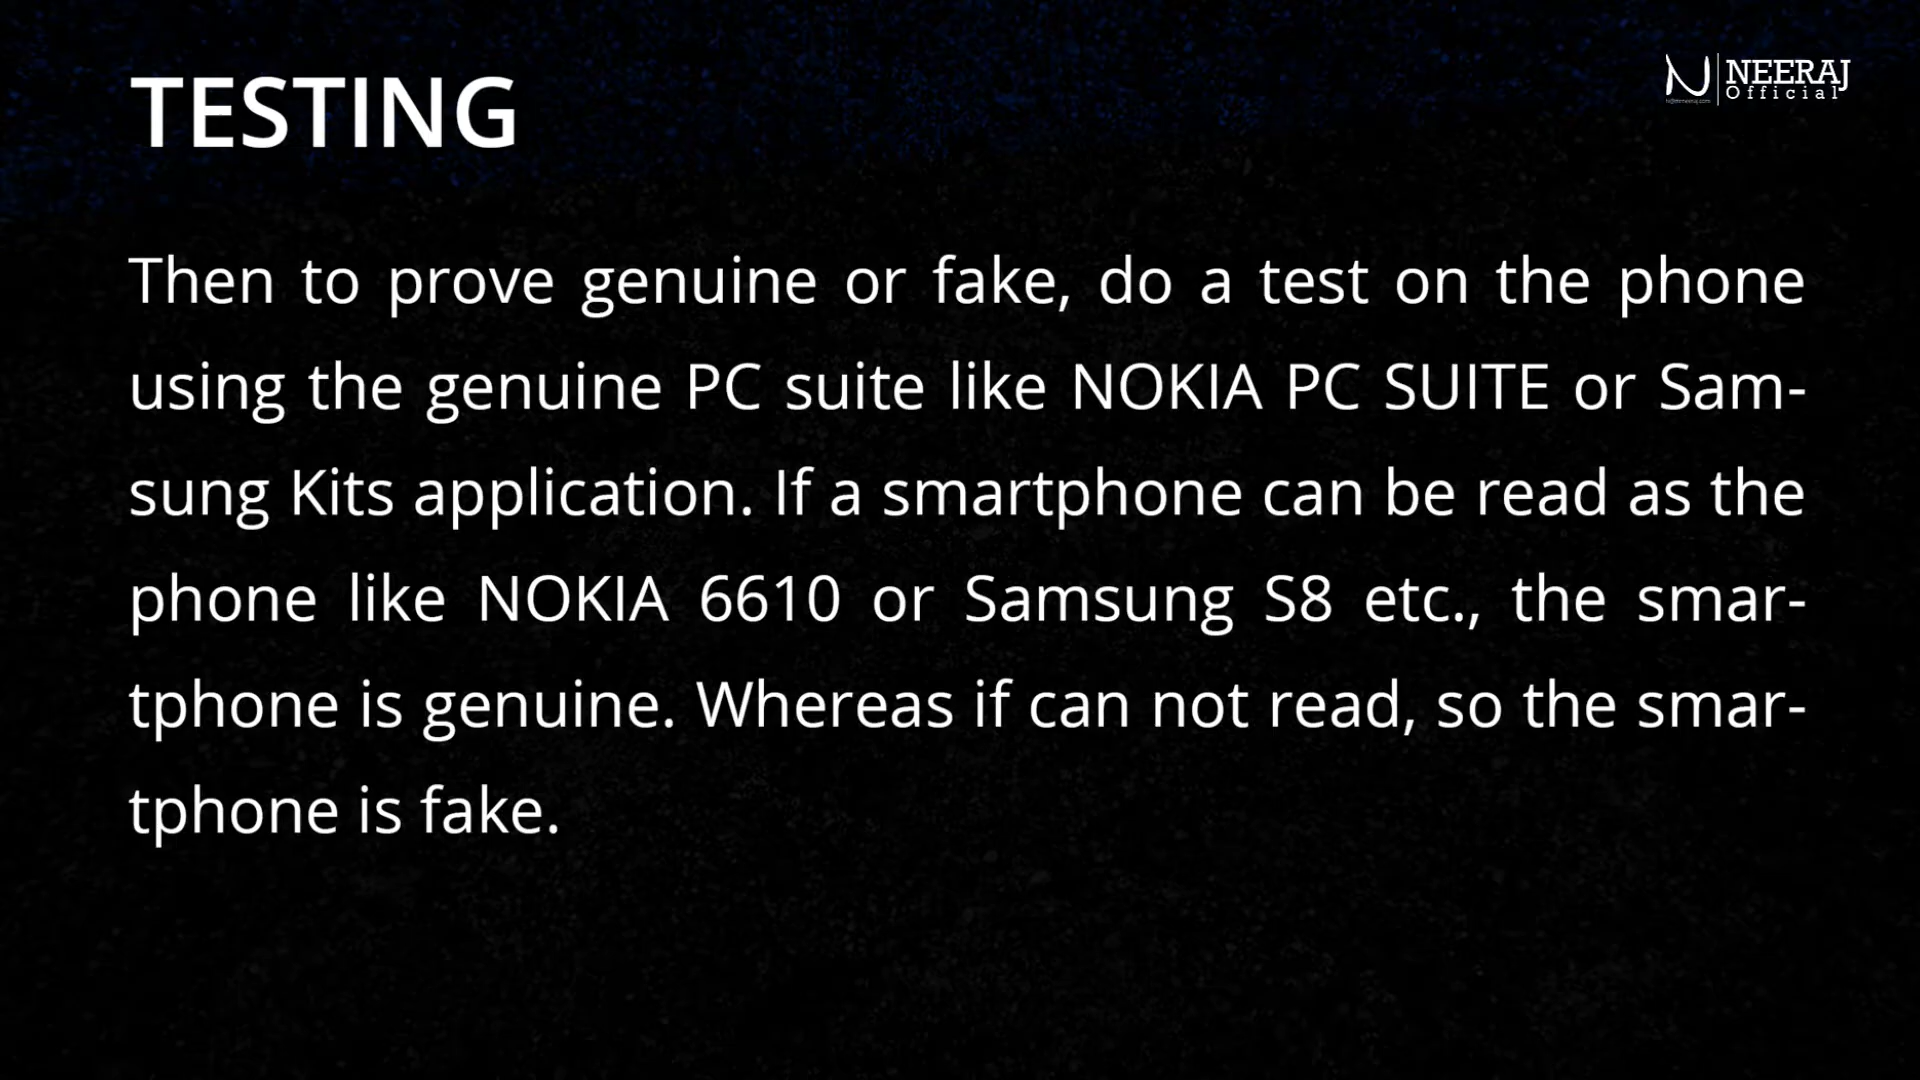 TESTING
NEERAJ
Official
Then to prove genuine or fake, do a test on the phone
using the genuine PC suite like NOKIA PC SUITE or Sam-
sung Kits application. If a smartphone can be read as the
phone like NOKIA 6610 or Samsung S8 etc., the smar-
tphone is genuine. Whereas if can not read, so the smar-
tphone is fake.